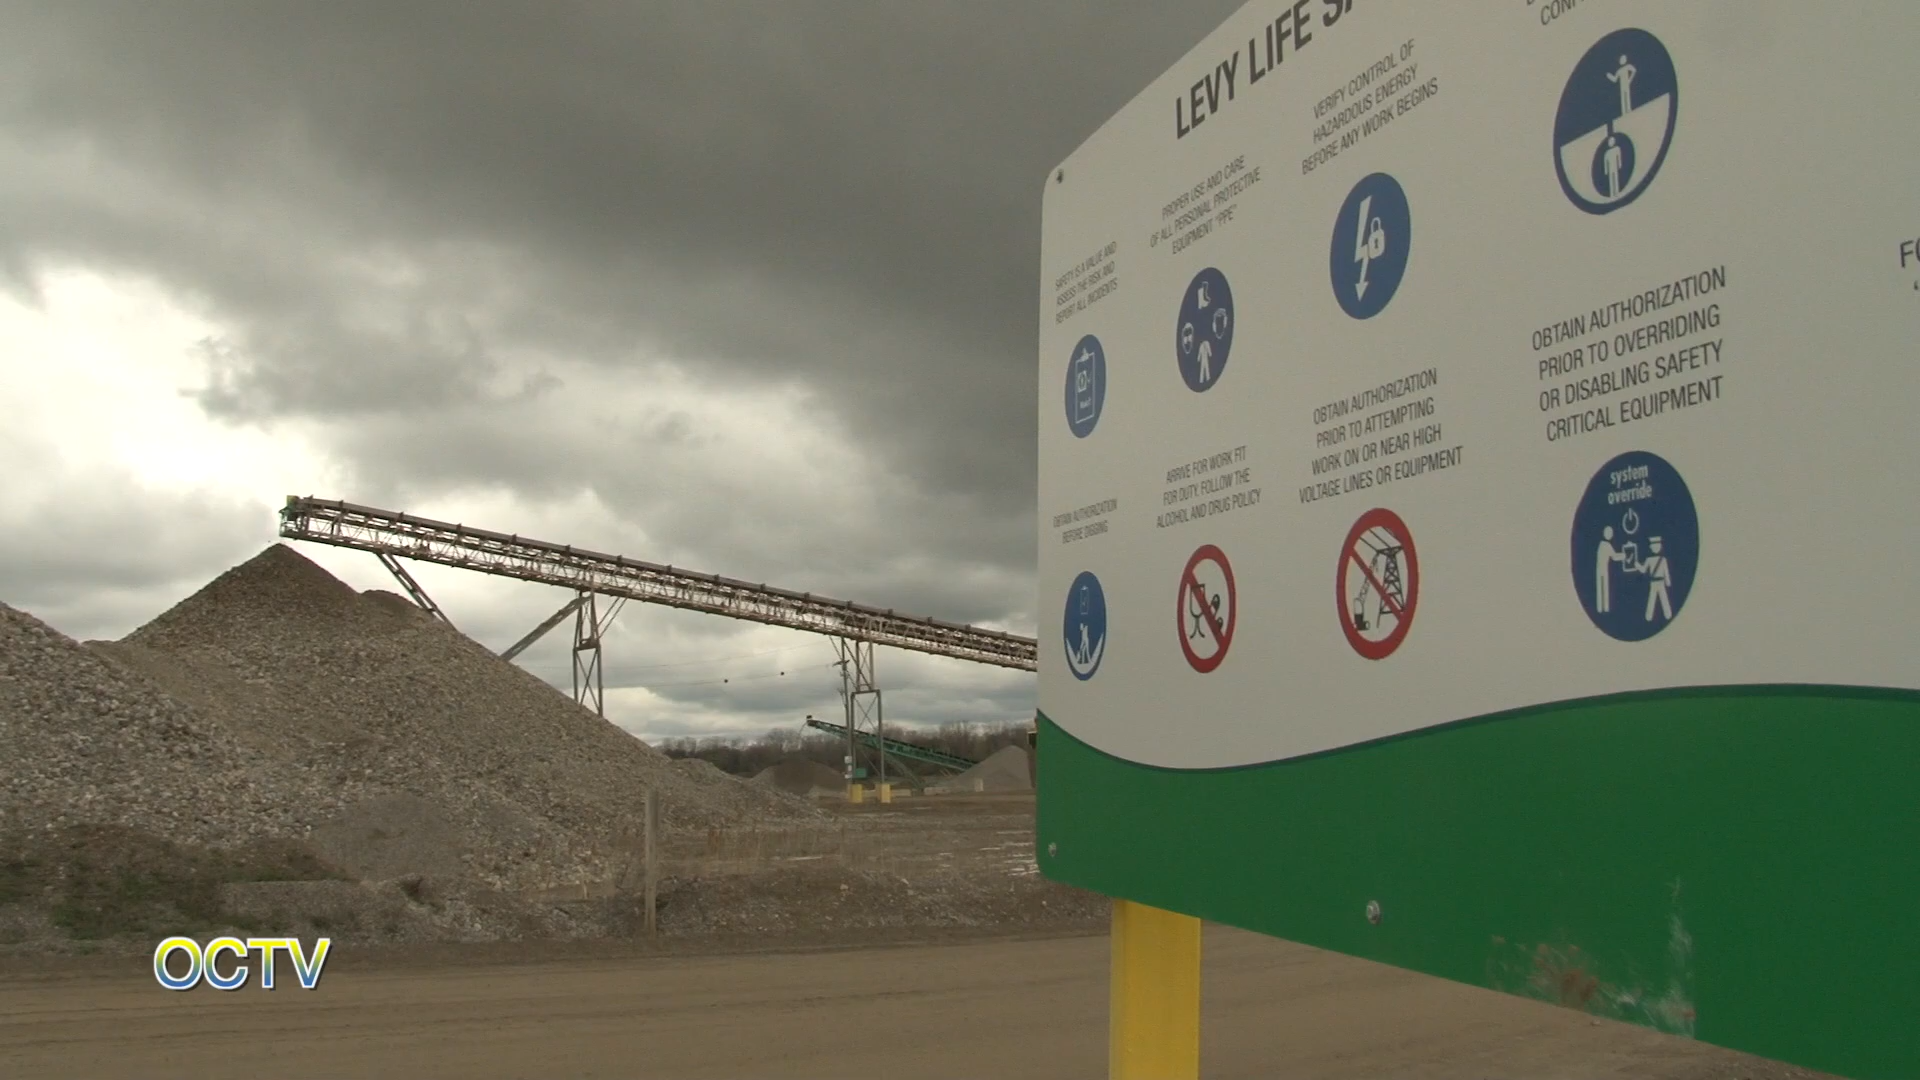 LEVY LIFE
SAFETY IS A VALUE AND
ASSESS THE RISK AND
REPORT ALL INCIDENTS
PROPER USE AND CARE
OF ALL PERSONAL PROTECTIVE
EQUIPMENT "PPE"
VERIFY CONTROL OF
HAZARDOUS ENERGY
BEFORE ANY WORK BEGINS
OBTAIN AUTHORIZATION
BEFORE DIGGING
ARRIVE FOR WORK FIT
FOR DUTY. FOLLOW THE
ALCOHOL AND DRUG POLICY
OBTAIN AUTHORIZATION
PRIOR TO ATTEMPTING
WORK ON OR NEAR HIGH
VOLTAGE LINES OR EQUIPMENT
OBTAIN AUTHORIZATION
PRIOR TO OVERRIDING
OR DISABLING SAFETY
CRITICAL EQUIPMENT
system
override
OCTV